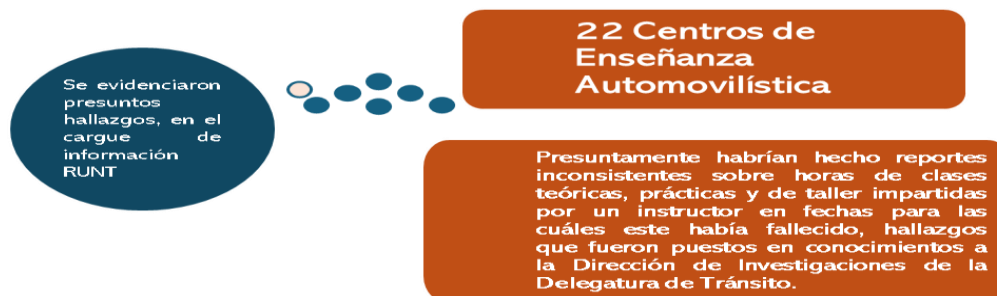 Se evidenciaron
presuntos
hallazgos, en el
cargue de
información
RUNT
22 Centros de
Enseñanza
Automovilística
Presuntamente habrían hecho reportes
inconsistentes sobre horas de clases
teóricas, prácticas y de taller impartidas
por un instructor en fechas para las
cuáles este había fallecido, hallazgos
que fueron puestos en conocimientos a
la Dirección de Investigaciones de la
Delegatura de Tránsito.